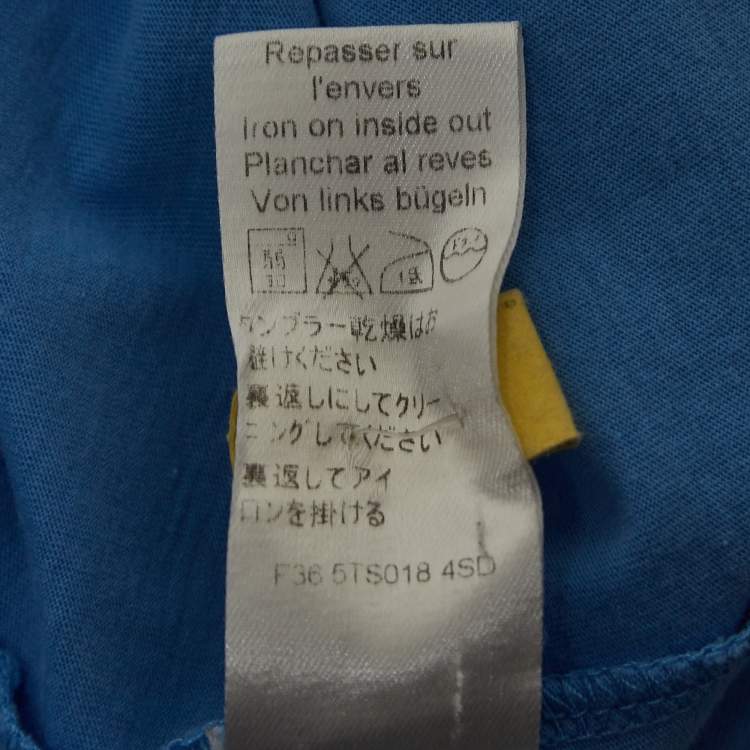 Repasser sur
l'envers
Iron on inside out
Planchar al reves
Von links bügeln
ドライ
タンブラー乾燥はお
避けください
裏返しにしてクリー
ニングしてください
裏返してアイ
ロンを掛ける
F36 5TS018 4SD